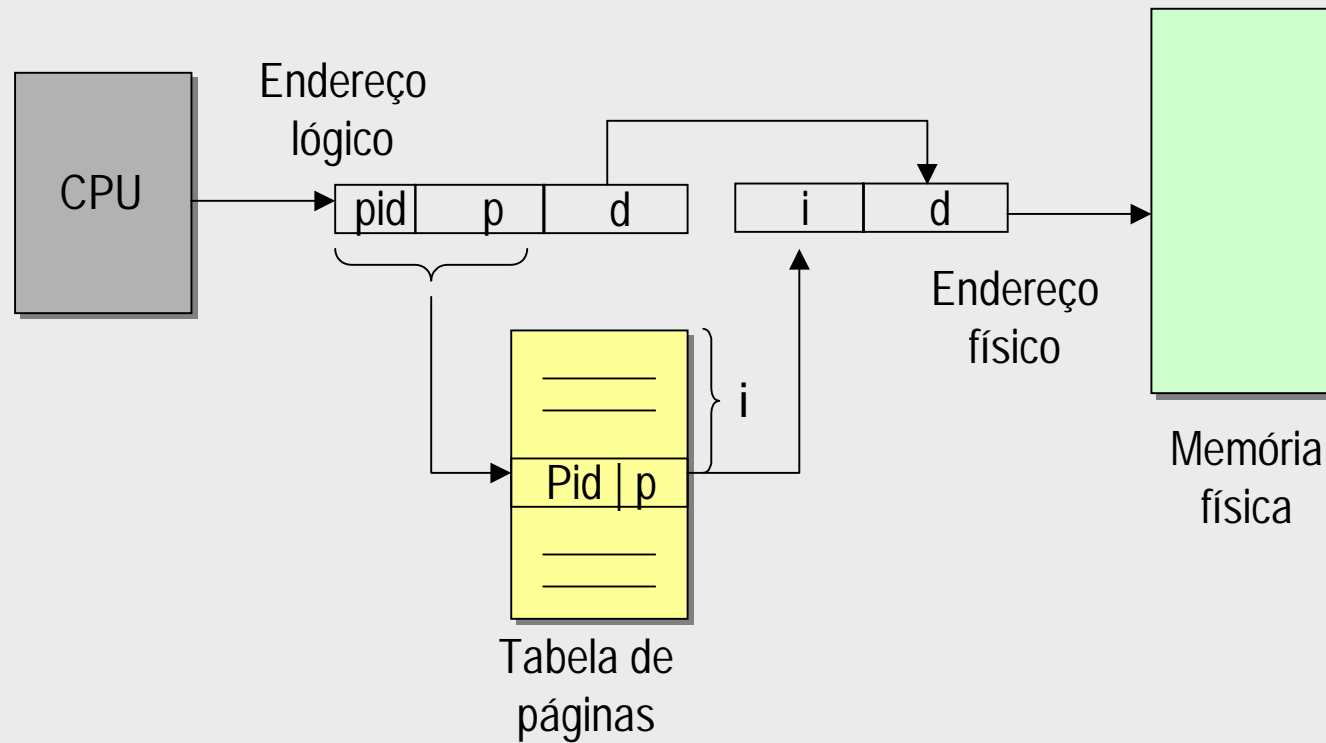 Endereço
lógico
CPU
pid p d
i d
Endereço
físico
i
Pid | p
Memória
física
Tabela de
páginas